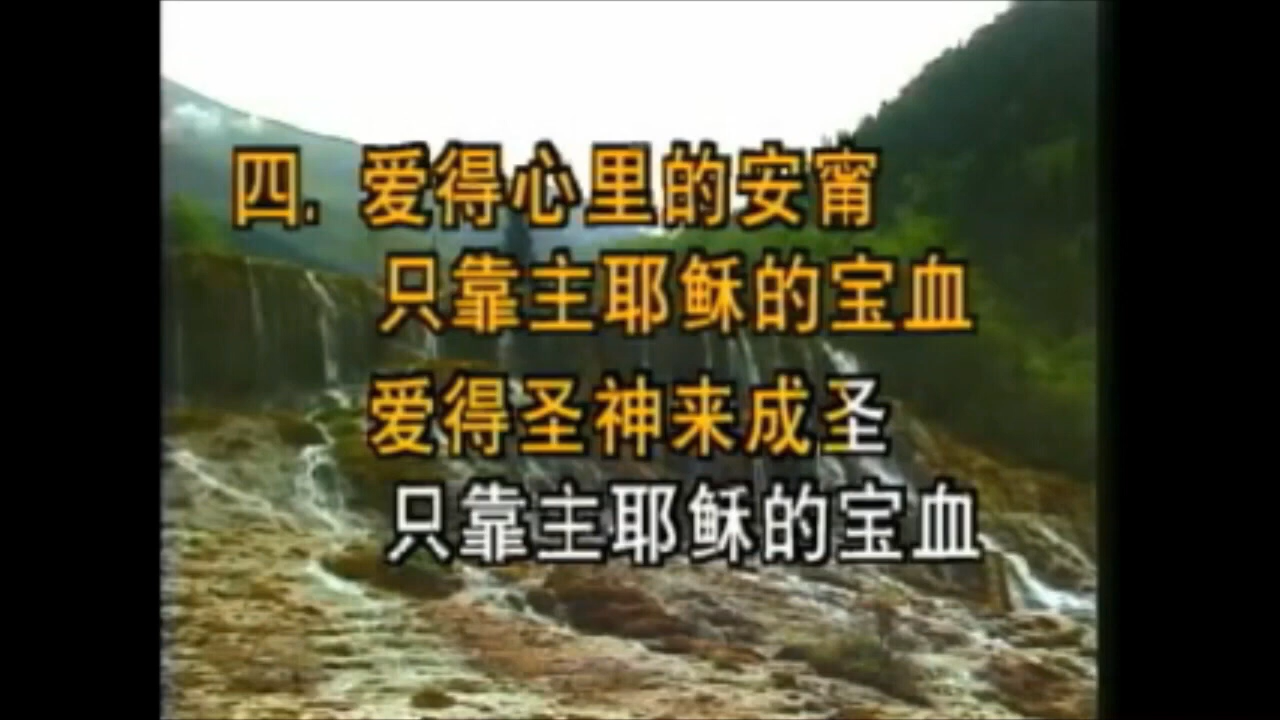 四. 爱得心里的安甯
只靠主耶稣的宝血
爱得圣神来成圣
只靠主耶稣的宝血